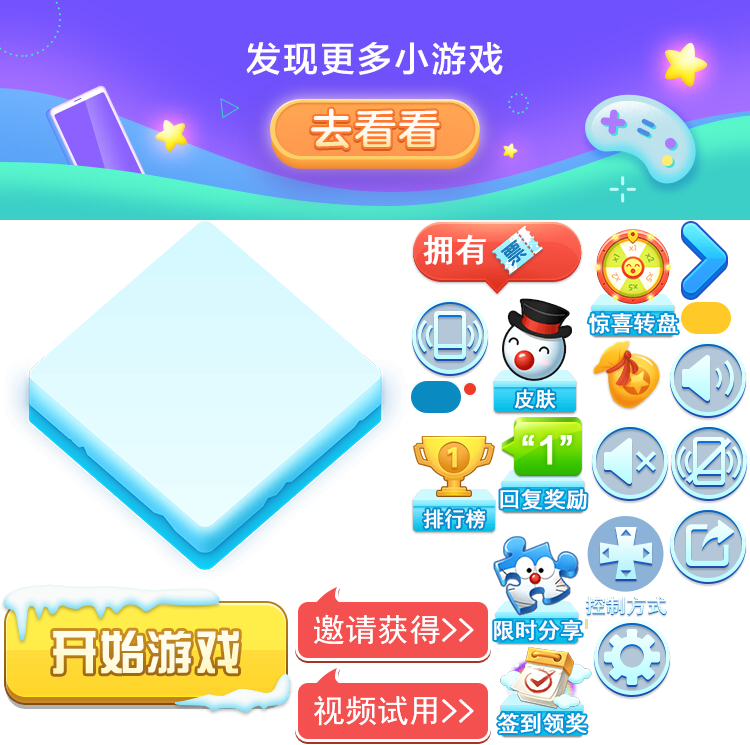 发现更多小游戏
去看看
拥有
票
惊喜转盘
皮肤
1
排行榜
“1”
回复奖励
限时分享
控制方式
签到领奖
开始游戏
邀请获得>>
视频试用>>